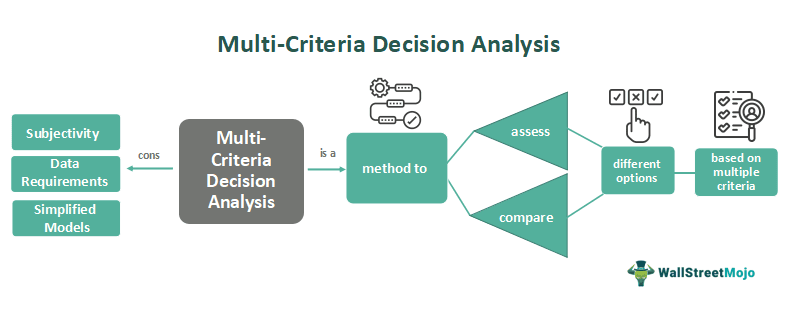 Multi-Criteria Decision Analysis
Subjectivity
Data
Requirements
Simplified
Models
cons
Multi-
Criteria
Decision
Analysis
is a
method to
assess
compare
different
options
based on
multiple
criteria
WallStreetMojo